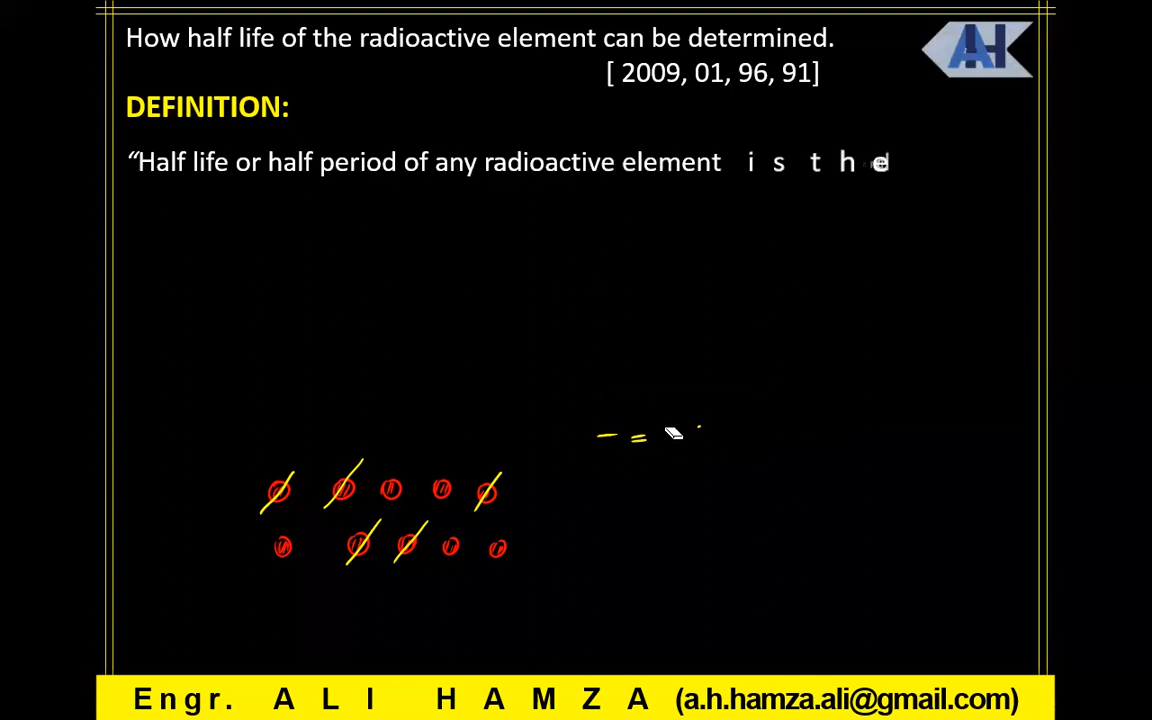 How half life of the radioactive element can be determined.
[ 2009, 01, 96, 91]
DEFINITION:
“Half life or half period of any radioactive element is the
AH
Engr. ALI HAMZA (a.h.hamza.ali@gmail.com)